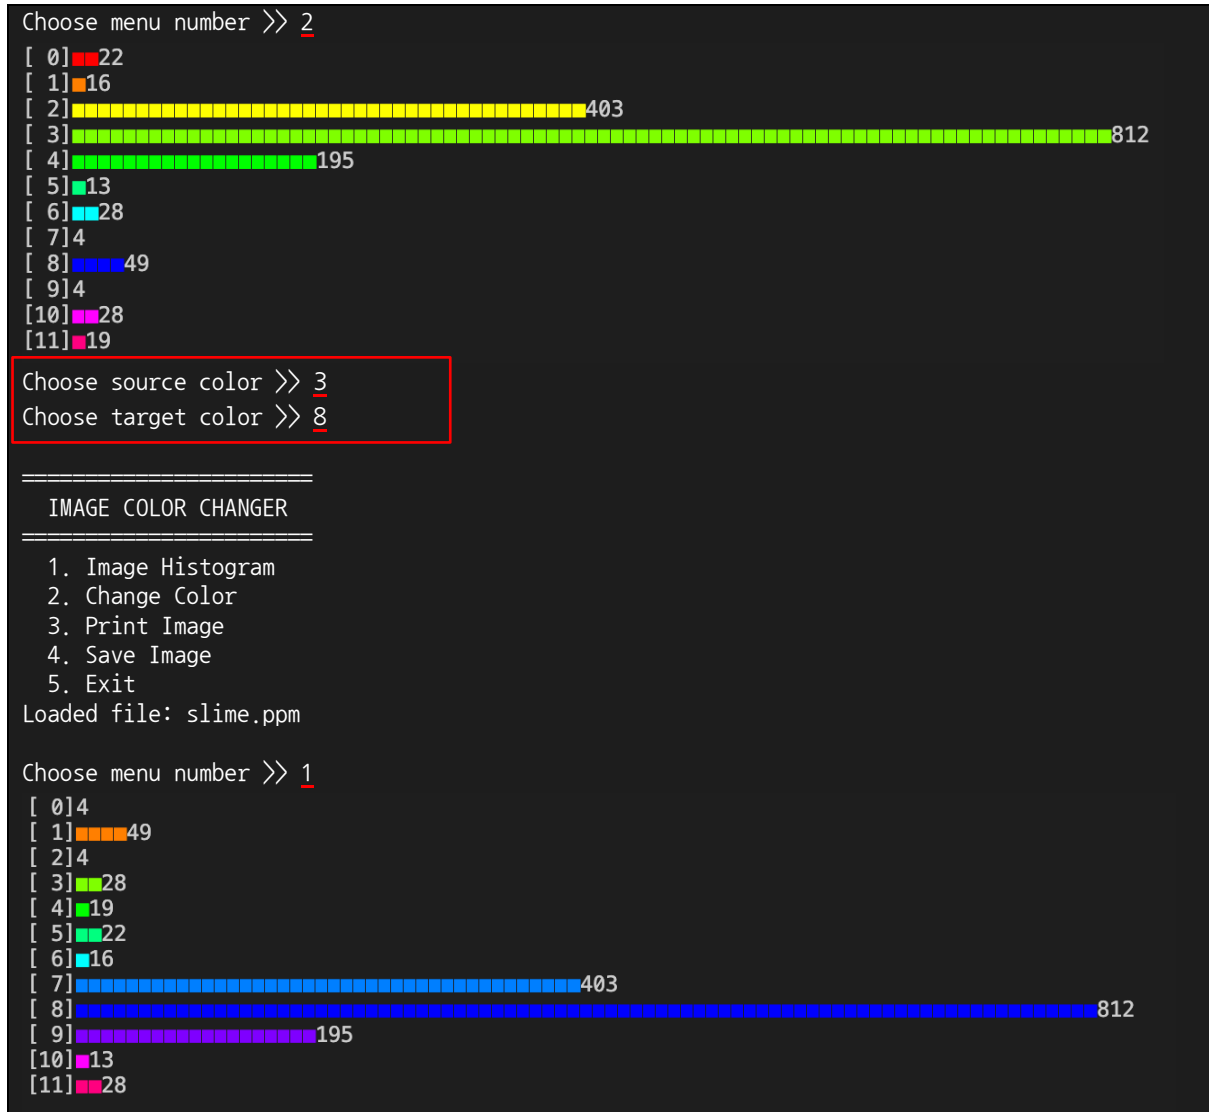 Choose menu number >> 2
[ 0]22
[ 1]16
[ 2]403
[ 3]812
[ 4]195
[ 5]13
[ 6]28
[ 7]4
[ 8]49
[ 9]4
[10]28
[11]19
Choose source color >> 3
Choose target color >> 8
=======================
IMAGE COLOR CHANGER
=======================
1. Image Histogram
2. Change Color
3. Print Image
4. Save Image
5. Exit
Loaded file: slime.ppm
Choose menu number >> 1
[ 0]4
[ 1]49
[ 2]4
[ 3]28
[ 4]19
[ 5]22
[ 6]16
[ 7]403
[ 8]812
[ 9]195
[10]13
[11]28